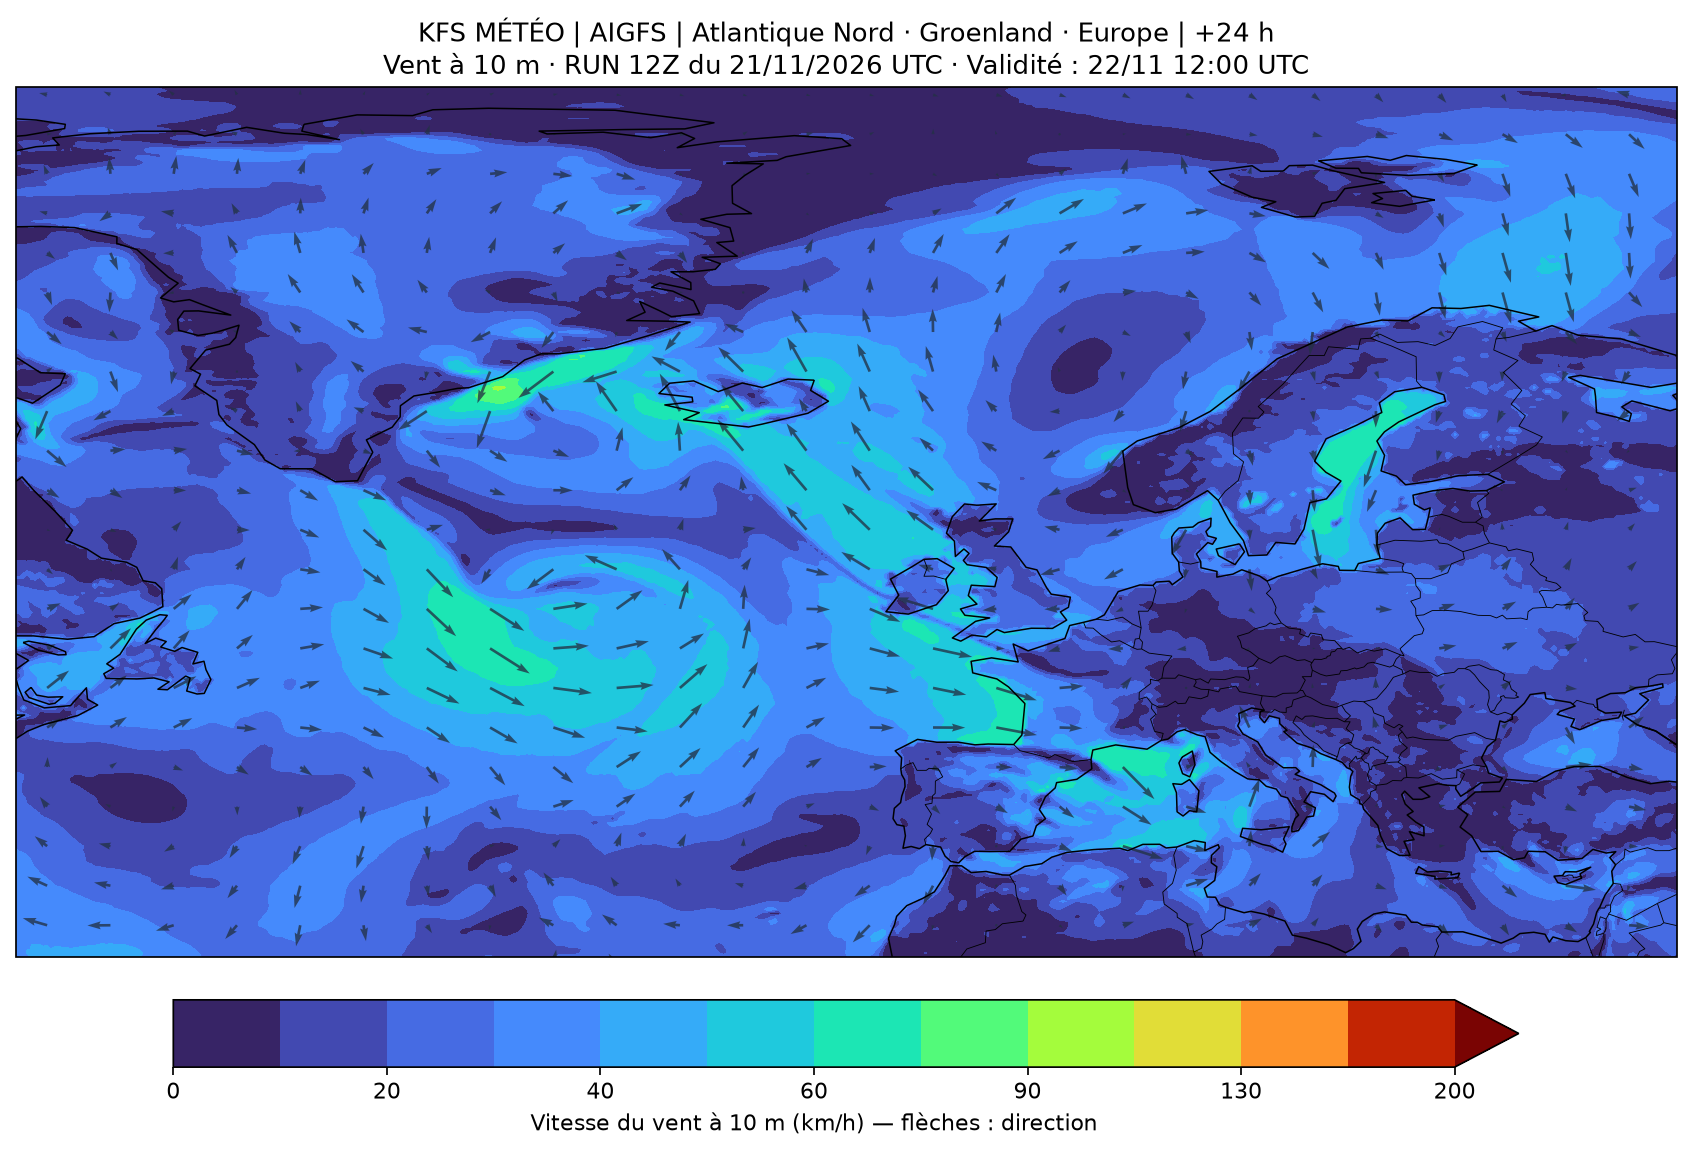 KFS MÉTÉO | AIGFS | Atlantique Nord · Groenland · Europe | +24 h
Vent à 10 m · RUN 12Z du 21/11/2026 UTC · Validité : 22/11 12:00 UTC
0 20 40 60 90 130 200
Vitesse du vent à 10 m (km/h) — flèches : direction